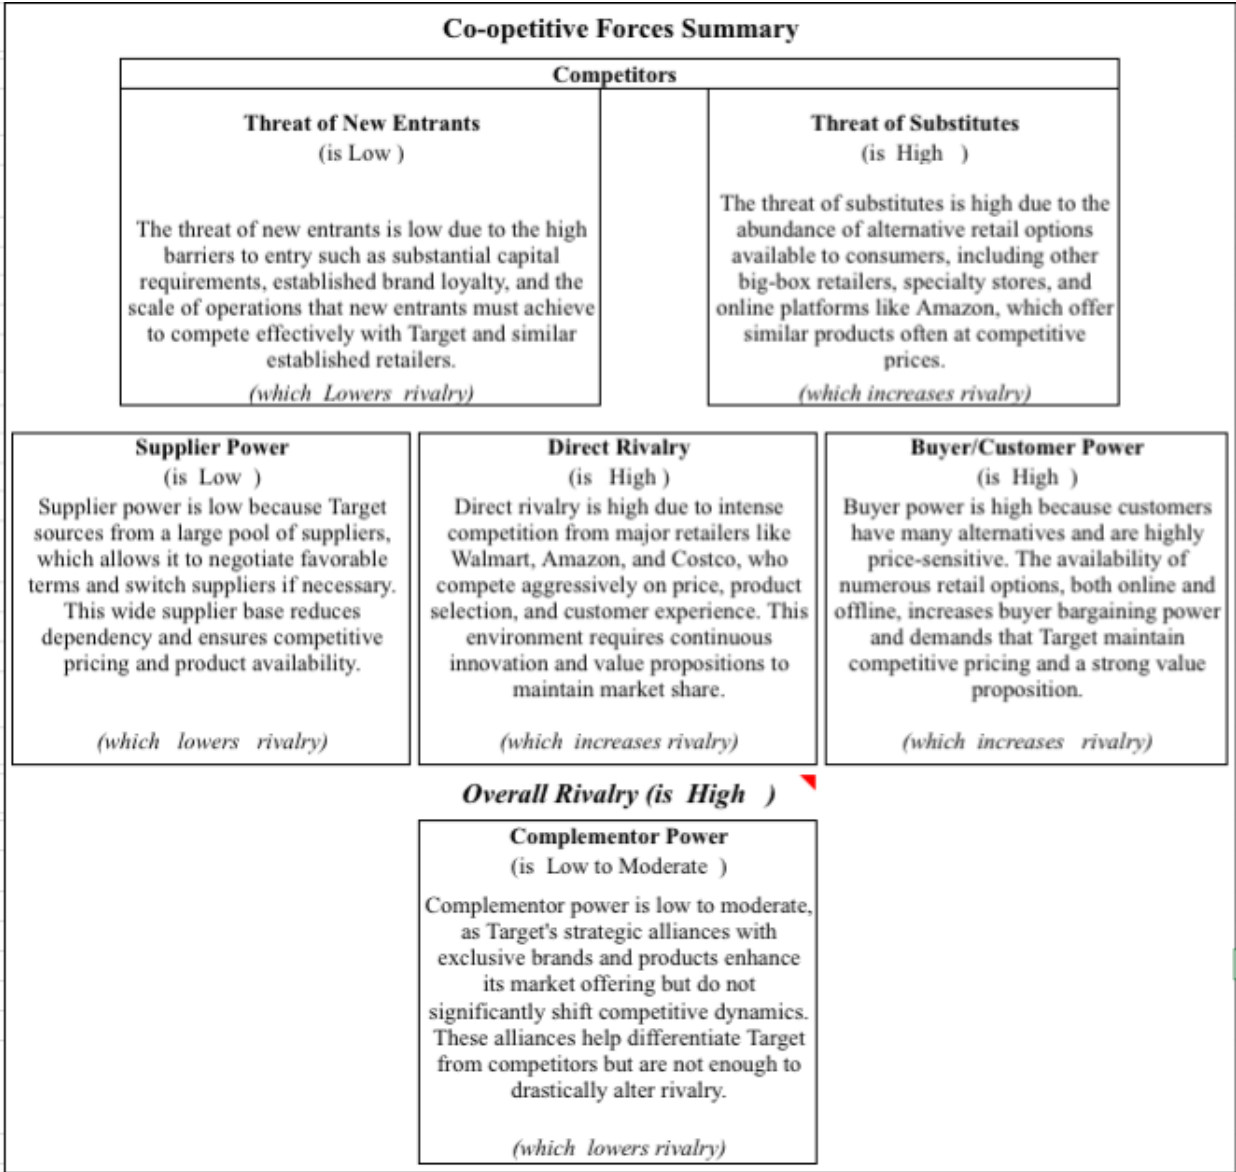 Co-opetitive Forces Summary
Competitors
Threat of New Entrants
(is Low )
The threat of new entrants is low due to the high
barriers to entry such as substantial capital
requirements, established brand loyalty, and the
scale of operations that new entrants must achieve
to compete effectively with Target and similar
established retailers.
(which Lowers rivalry)
Threat of Substitutes
(is High )
The threat of substitutes is high due to the
abundance of alternative retail options
available to consumers, including other
big-box retailers, specialty stores, and
online platforms like Amazon, which offer
similar products often at competitive
prices.
(which increases rivalry)
Supplier Power
(is Low )
Supplier power is low because Target
sources from a large pool of suppliers,
which allows it to negotiate favorable
terms and switch suppliers if necessary.
This wide supplier base reduces
dependency and ensures competitive
pricing and product availability.
(which lowers rivalry)
Direct Rivalry
(is High )
Direct rivalry is high due to intense
competition from major retailers like
Walmart, Amazon, and Costco, who
compete aggressively on price, product
selection, and customer experience. This
environment requires continuous
innovation and value propositions to
maintain market share.
(which increases rivalry)
Buyer/Customer Power
(is High )
Buyer power is high because customers
have many alternatives and are highly
price-sensitive. The availability of
numerous retail options, both online and
offline, increases buyer bargaining power
and demands that Target maintain
competitive pricing and a strong value
proposition.
(which increases rivalry)
Overall Rivalry (is High )
Complementor Power
(is Low to Moderate )
Complementor power is low to moderate,
as Target's strategic alliances with
exclusive brands and products enhance
its market offering but do not
significantly shift competitive dynamics.
These alliances help differentiate Target
from competitors but are not enough to
drastically alter rivalry.
(which lowers rivalry)